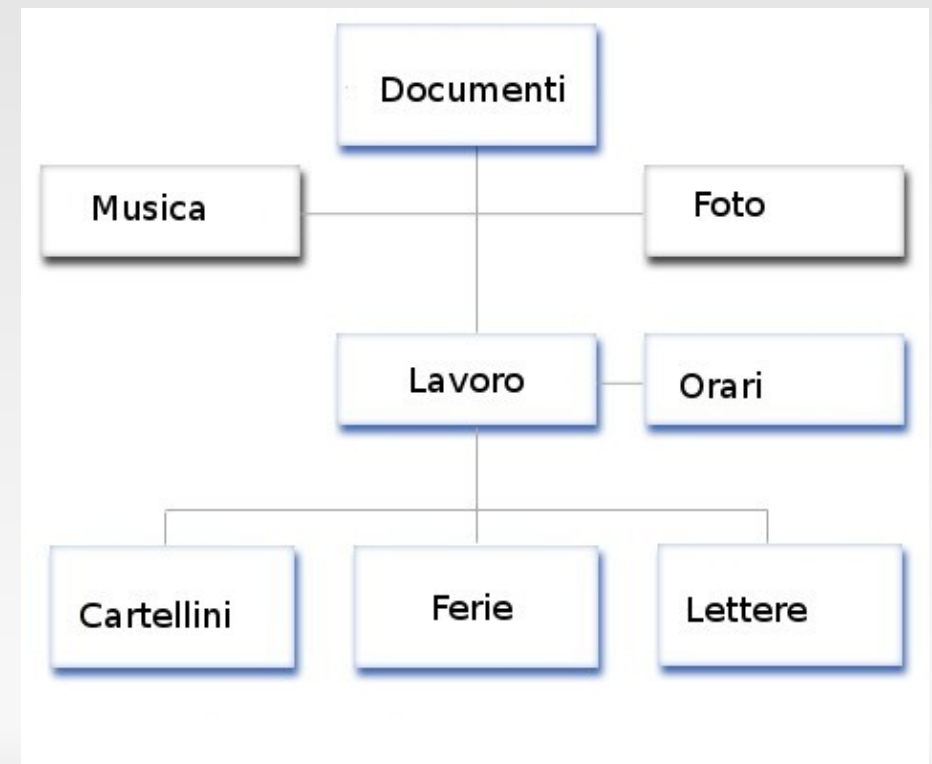 Documenti
Musica
Foto
Lavoro
Orari
Cartellini
Ferie
Lettere